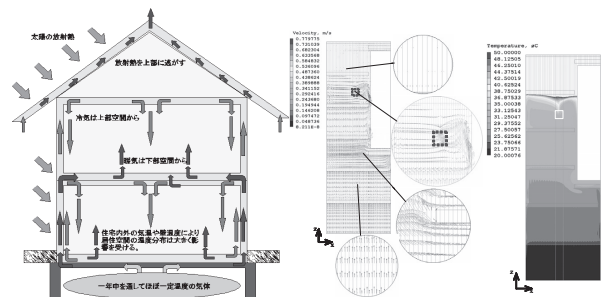 太陽の放射熱
放射熱を上部に逃がす
冷気は上部空間から
暖気は下部空間から
住宅内外の気温や壁温度により
居住空間の温度分布は大きく影
響を受ける。
一年中を通してほぼ一定温度の気体
Velocity, m/s
0.779775
0.731039
0.682303
0.633568
0.584832
0.536096
0.487360
0.438624
0.389888
0.341152
0.292416
0.243680
0.194944
0.146208
0.097472
0.048736
8.2111E-8
Z
Temperature, °C
50.00000
48.12505
46.25010
44.37514
42.50019
40.62524
38.75029
36.87533
35.00038
33.12543
31.25047
29.37552
27.50057
25.62562
23.75066
21.87571
20.00076
Z